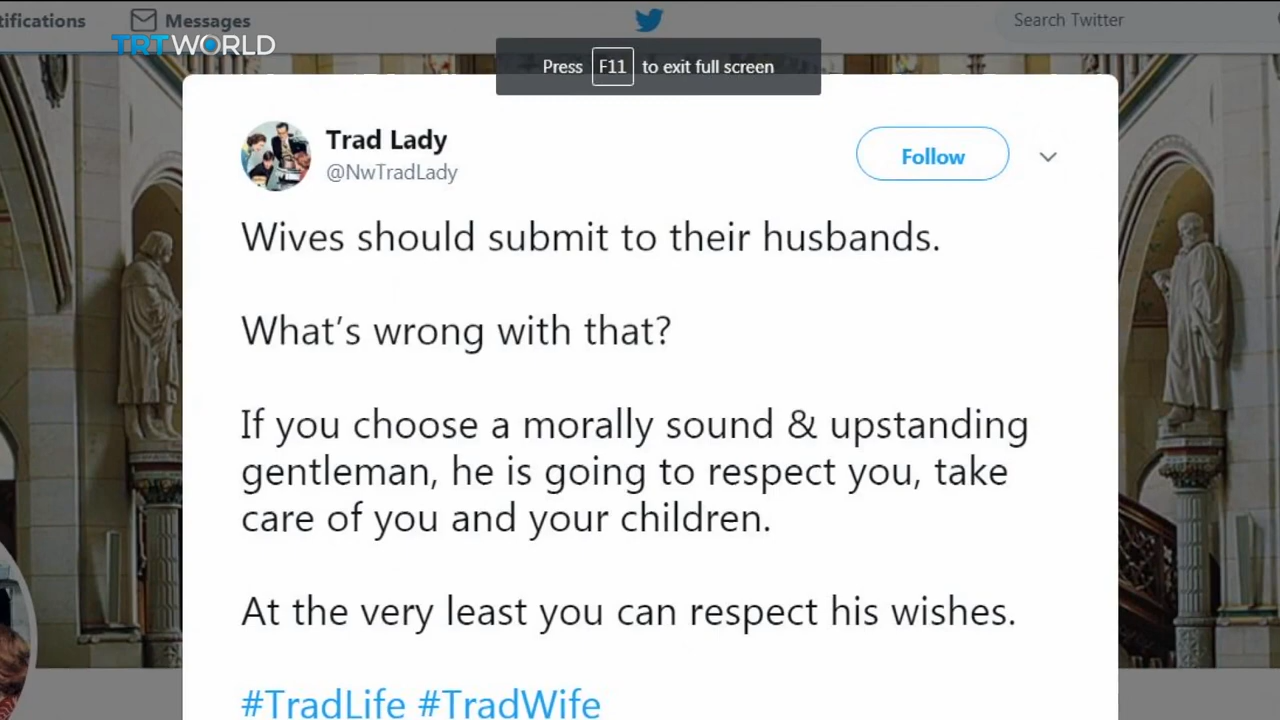 tifications
Messages
Search Twitter
TRT WORLD
Press F11 to exit full screen
Trad Lady
@NwTradLady
Follow
Wives should submit to their husbands.
What's wrong with that?
If you choose a morally sound & upstanding
gentleman, he is going to respect you, take
care of you and your children.
At the very least you can respect his wishes.
#TradLife #TradWife